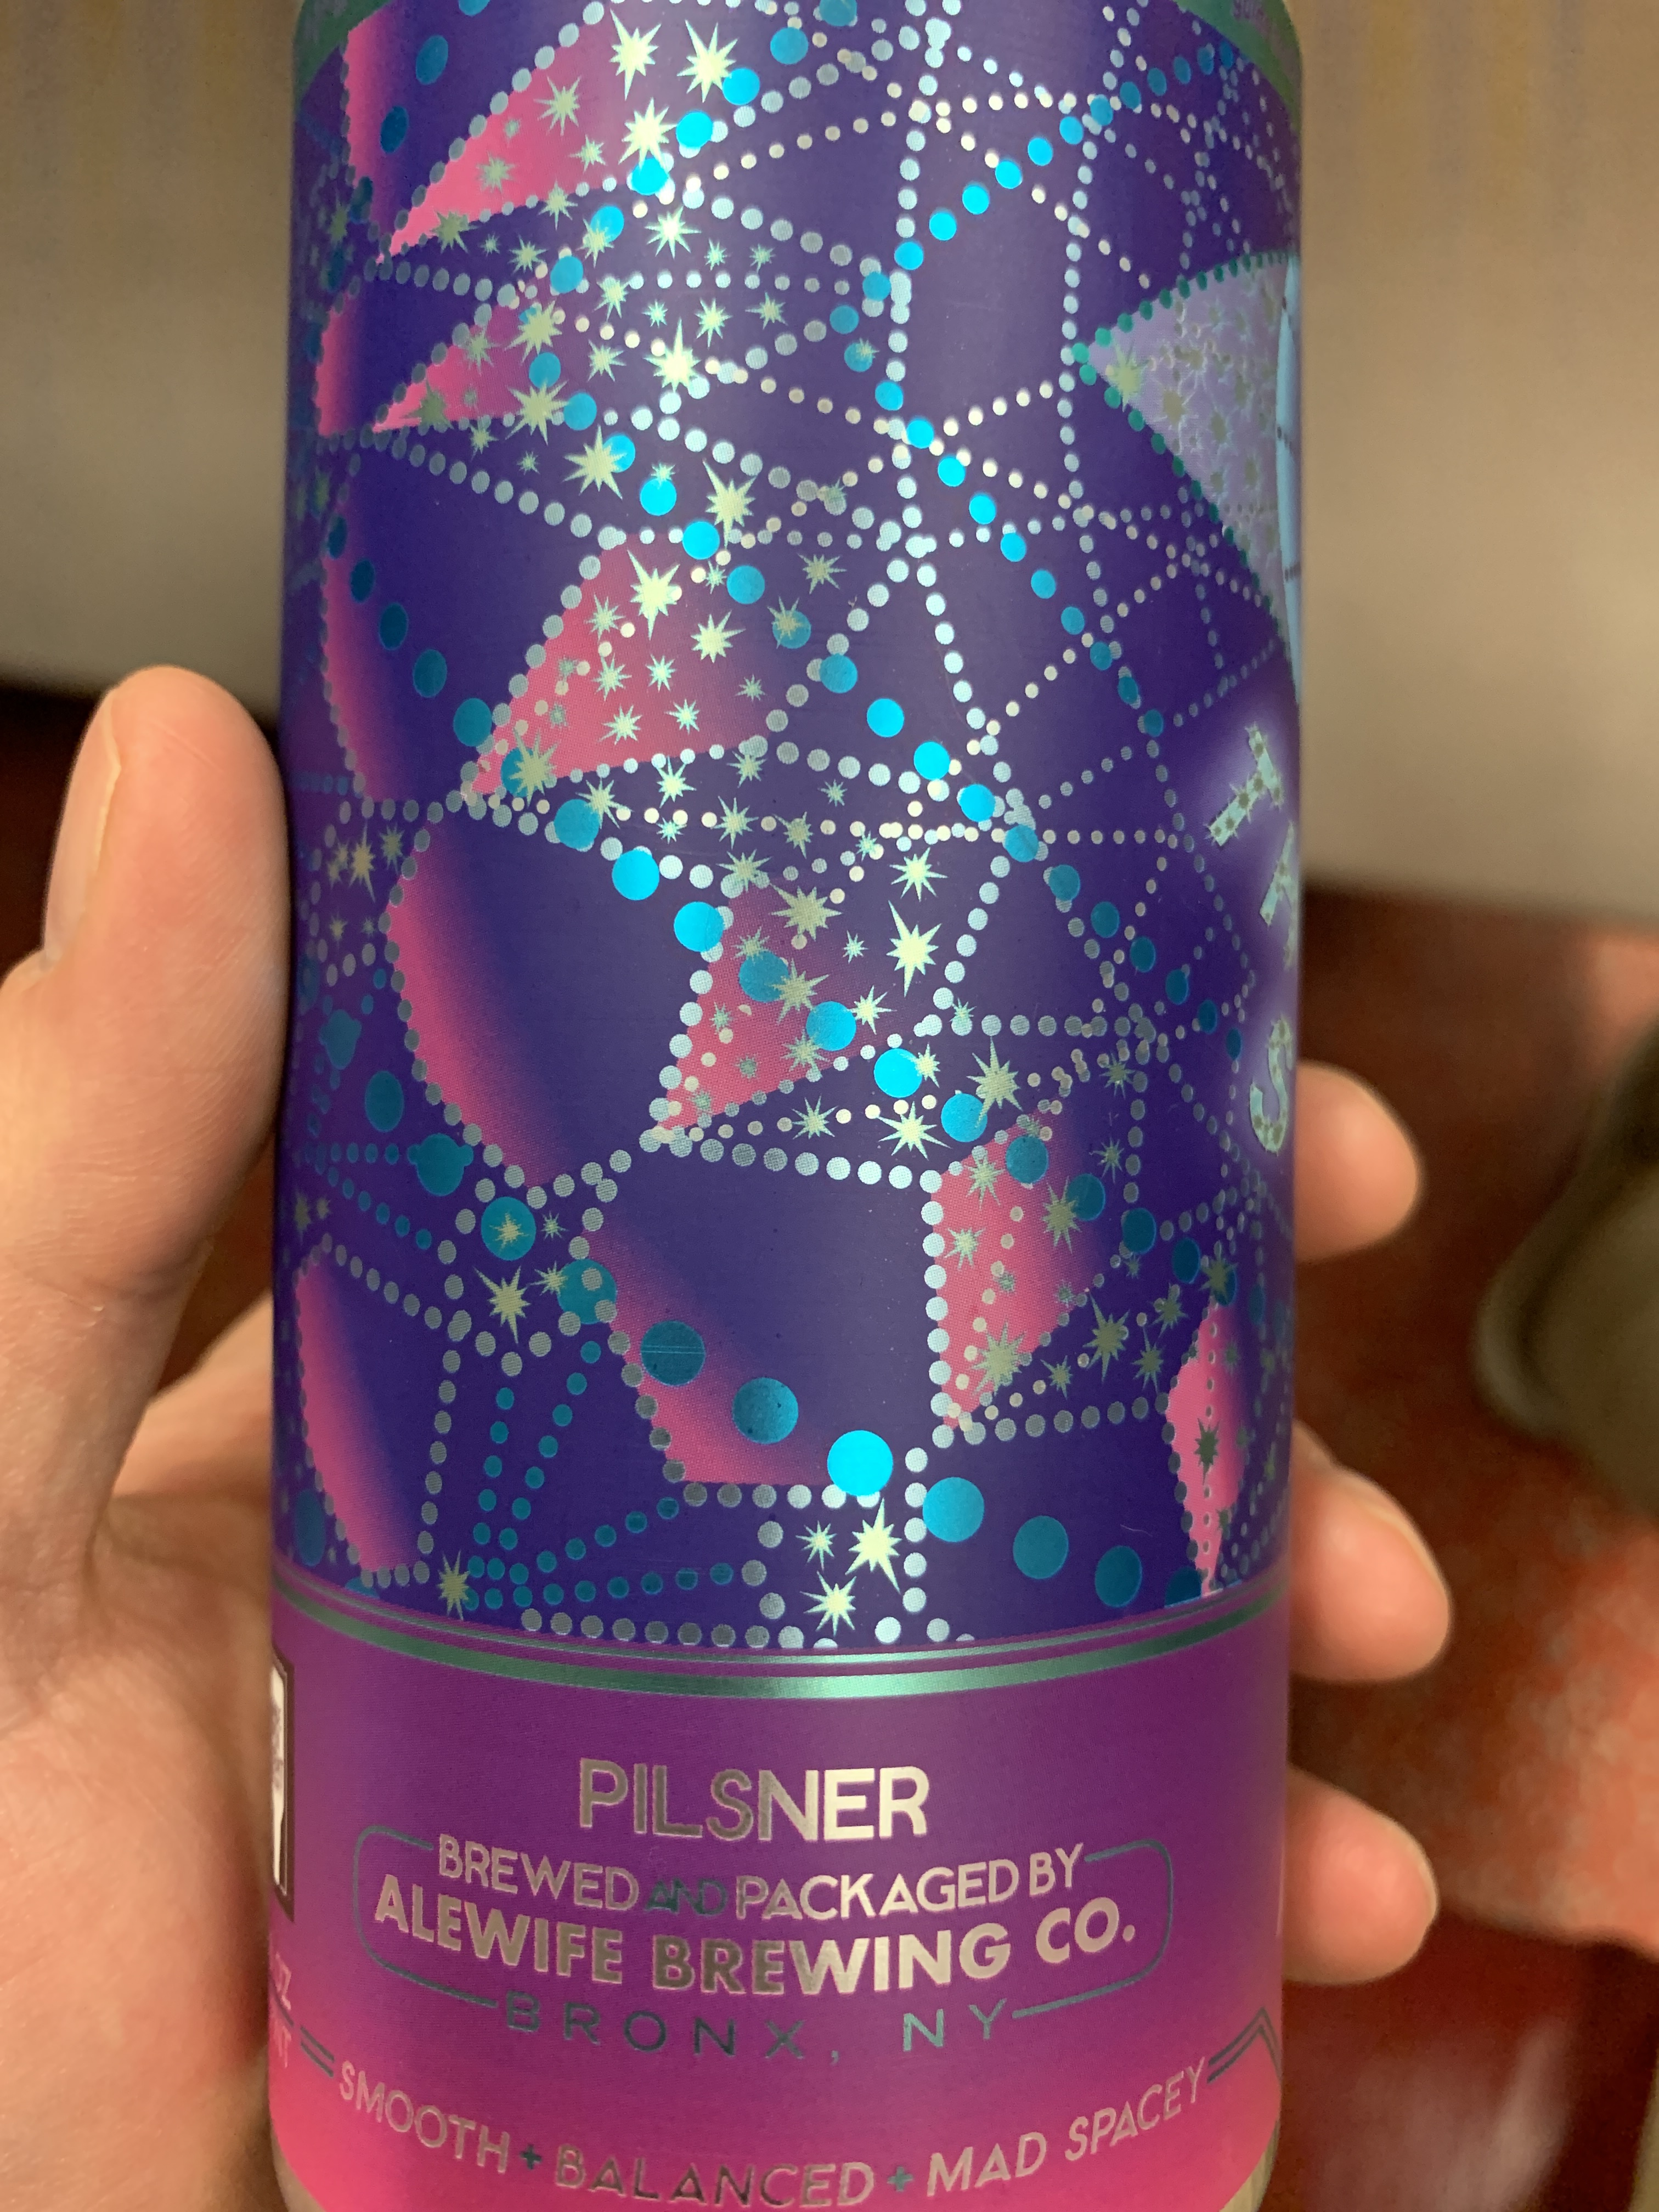 PILSNER
BREWED AND PACKAGED BY
ALEWIFE BREWING CO.
BRONX, NY
SMOOTH + BALANCED + MAD SPACEY